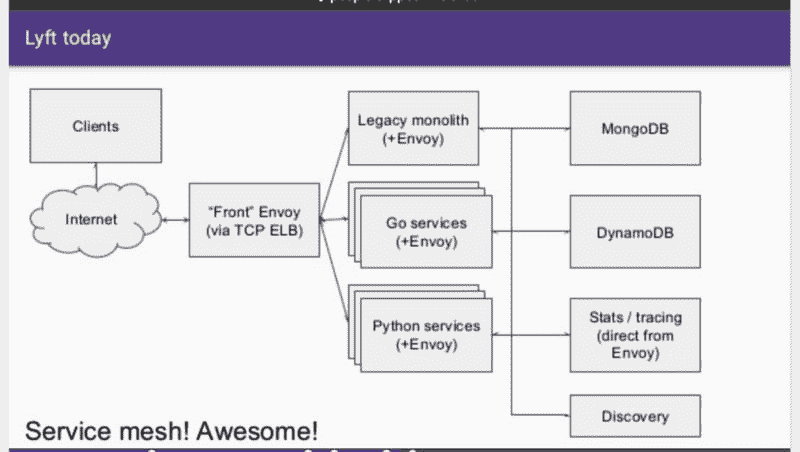 Lyft today
Clients
Internet
“Front” Envoy
(via TCP ELB)
Legacy monolith
(+Envoy)
Go services
(+Envoy)
Python services
(+Envoy)
MongoDB
DynamoDB
Stats / tracing
(direct from
Envoy)
Discovery
Service mesh! Awesome!